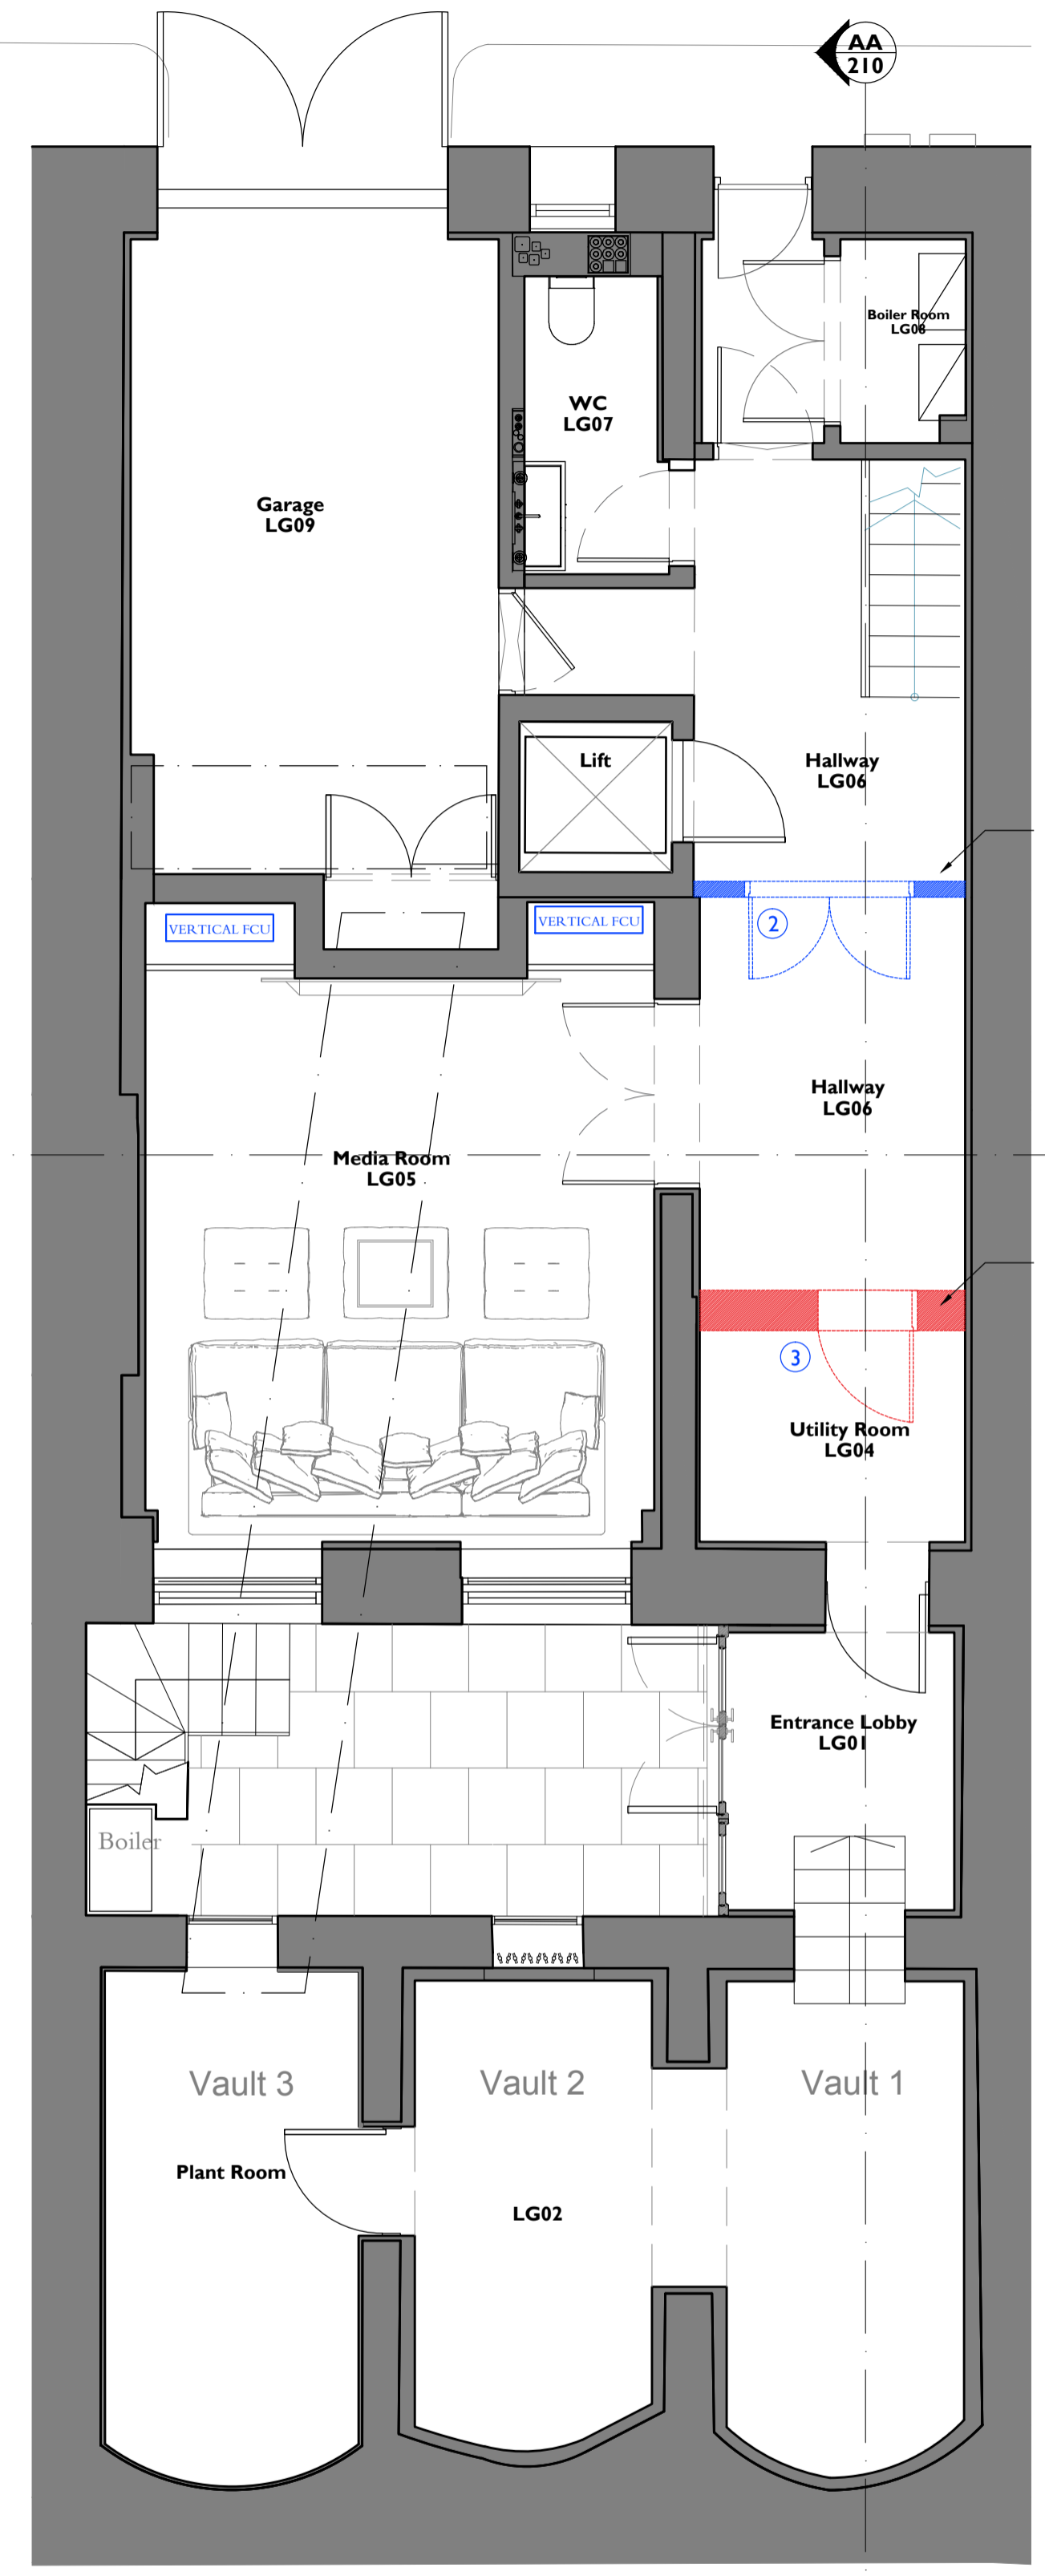 AA
210
Boiler Room
LG08
WC
LG07
Garage
LG09
Lift
Hallway
LG06
VERTICAL FCU
VERTICAL FCU
2
Hallway
LG06
Media Room
LG05
3
Utility Room
LG04
Entrance Lobby
LG01
Boiler
Vault 3
Vault 2
Vault 1
Plant Room
LG02